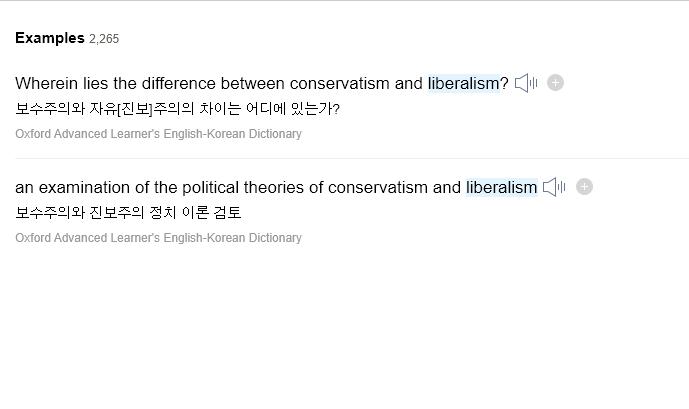 Examples 2,265
Wherein lies the difference between conservatism and liberalism?
보수주의와 자유[진보]주의의 차이는 어디에 있는가?
Oxford Advanced Learner's English-Korean Dictionary
an examination of the political theories of conservatism and liberalism
보수주의와 진보주의 정치 이론 검토
Oxford Advanced Learner's English-Korean Dictionary